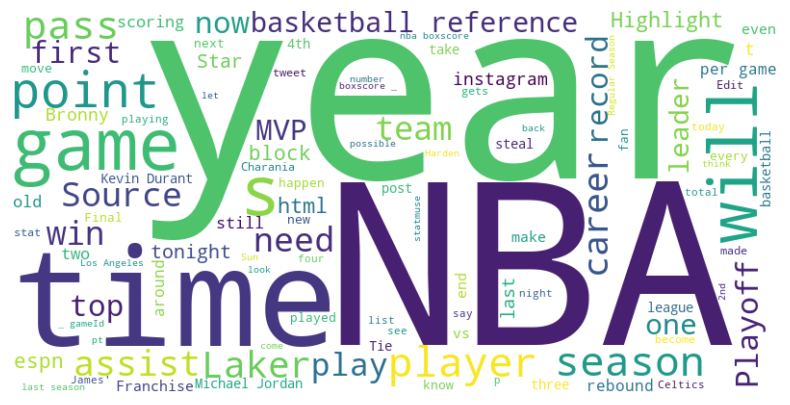 pass
scoring
now
basketball reference
Highlight
even
first
next
4th
nba boxscore
take
t
move
Star
tweet
boxscore _
number
instagram
record
Regular Season
per game
point
let
gets
Edit
year
Bronny
playing
MVP
team
fan
leader
today
will
game
block
possible
steal
back
every
think
basketball
Kevin Durant
Charania
Harden
Source
s
happen
post
total
old
html
statmuse
career
Final
still
new
stat
win
tonight
need
make
made
two
four
Los Angeles
Sun
look
time
NBA
top
around
played
list
see
end
say
night
last
league
become
2nd
Playoff
_ gameId
pt
Tie
vs
one
espn
assist
Laker
play
player
season
come
James'
Franchise
Michael Jordan
know
p
three
rebound
Celtics
last season